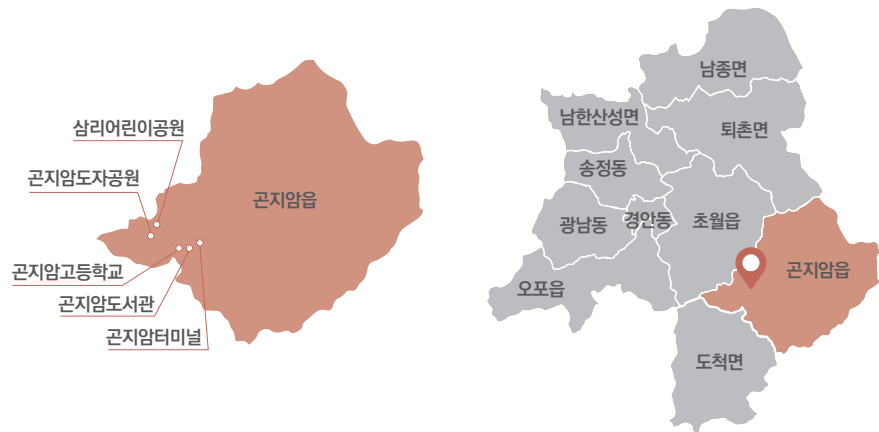 삼리어린이공원
곤지암도자공원
곤지암읍
곤지암고등학교
곤지암도서관
곤지암터미널
남종면
남한산성면
퇴촌면
송정동
광남동
경안동
초월읍
곤지암읍
오포읍
도척면